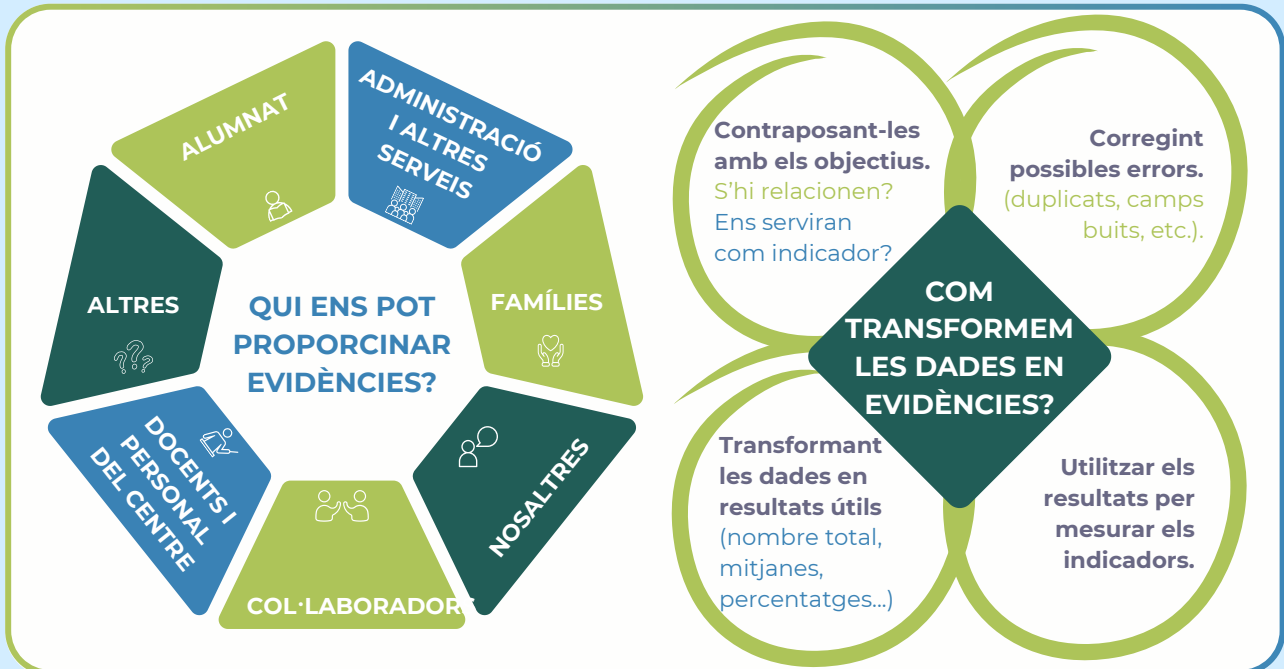 ALUMNAT
ADMINISTRACIÓ
I ALTRES
SERVEIS
FAMÍLIES
NOSALTRES
COL·LABORADORS
DOCENTS I
PERSONAL
DEL CENTRE
ALTRES
QUI ENS POT
PROPORCINAR
EVIDÈNCIES?
Contraposant-les
amb els objectius.
S'hi relacionen?
Ens serviran
com indicador?
Corregint
possibles errors.
(duplicats, camps
buits, etc.).
COM
TRANSFORMEM
LES DADES EN
EVIDÈNCIES?
Transformant
les dades en
resultats útils
(nombre total,
mitjanes,
percentatges...)
Utilitzar els
resultats per
mesurar els
indicadors.